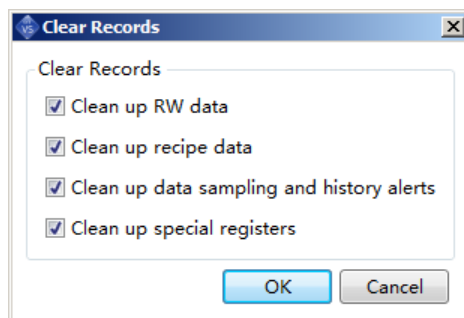 VS Clear Records
Clear Records
Clean up RW data
Clean up recipe data
Clean up data sampling and history alerts
Clean up special registers
OK Cancel